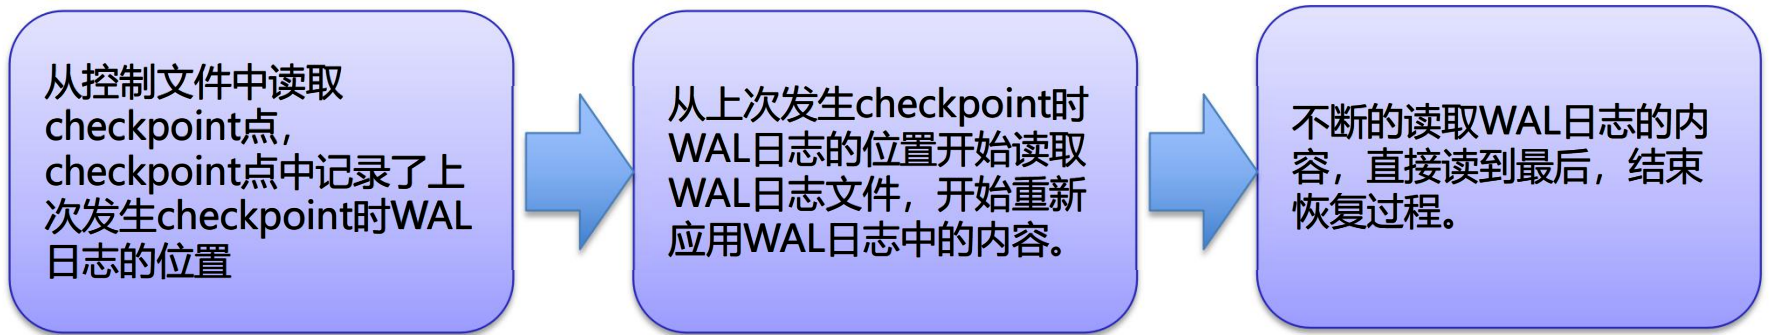 从控制文件中读取
checkpoint点，
checkpoint点中记录了上
次发生checkpoint时WAL
日志的位置
从上次发生checkpoint时
WAL日志的位置开始读取
WAL日志文件，开始重新
应用WAL日志中的内容。
不断的读取WAL日志的内
容，直接读到最后，结束
恢复过程。